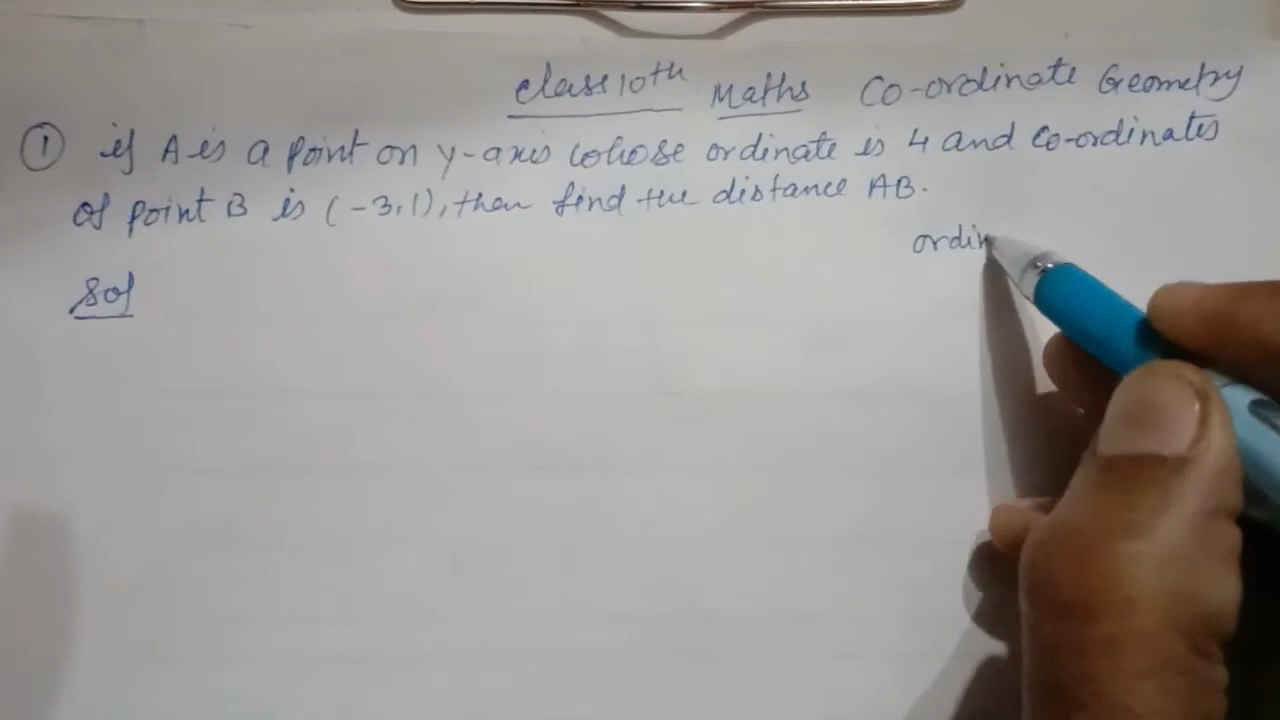 Class 10th Maths Co-ordinate Geometry
① if A is a point on y-axis whose ordinate is 4 and Co-ordinates
of point B is (-3,1), then find the distance AB.
ordin
Sol